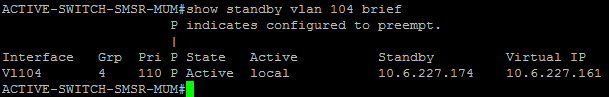 ACTIVE-SWITCH-SMSR-MUM#show standby vlan 104 brief
                     P indicates configured to preempt.
                     |
Interface   Grp  Pri P State   Active          Standby         Virtual IP
Vl104       4    110 P Active  local           10.6.227.174    10.6.227.161
ACTIVE-SWITCH-SMSR-MUM#